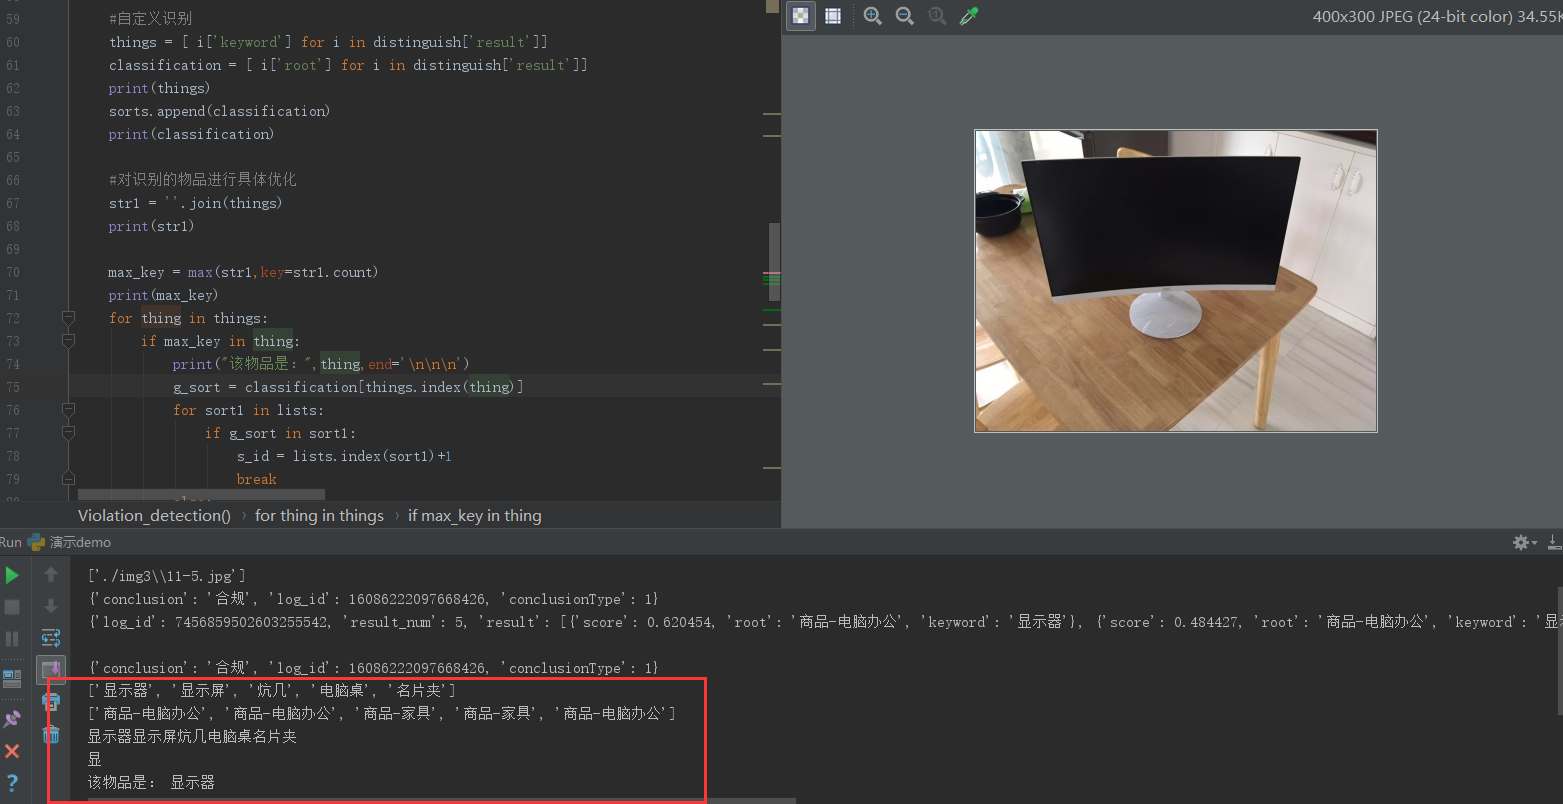 400x300 JPEG (24-bit color) 34.55K
59 #自定义识别
60 things = [ i['keyword'] for i in distinguish['result']]
61 classification = [ i['root'] for i in distinguish['result']]
62 print(things)
63 sorts.append(classification)
64 print(classification)
65
66 #对识别的物品进行具体优化
67 str1 = ''.join(things)
68 print(str1)
69
70 max_key = max(str1,key=str1.count)
71 print(max_key)
72 for thing in things:
73 if max_key in thing:
74 print("该物品是：",thing,end='\n\n\n')
75 g_sort = classification[things.index(thing)]
76 for sort1 in lists:
77 if g_sort in sort1:
78 s_id = lists.index(sort1)+1
79 break
Violation_detection() › for thing in things › if max_key in thing
Run 演示demo
['./img3\\11-5.jpg']
{'conclusion': '合规', 'log_id': 16086222097668426, 'conclusionType': 1}
{'log_id': 7456859502603255542, 'result_num': 5, 'result': [{'score': 0.620454, 'root': '商品-电脑办公', 'keyword': '显示器'}, {'score': 0.484427, 'root': '商品-电脑办公', 'keyword': '显
{'conclusion': '合规', 'log_id': 16086222097668426, 'conclusionType': 1}
['显示器', '显示屏', '炕几', '电脑桌', '名片夹']
['商品-电脑办公', '商品-电脑办公', '商品-家具', '商品-家具', '商品-电脑办公']
显示器显示屏炕几电脑桌名片夹
显
该物品是： 显示器